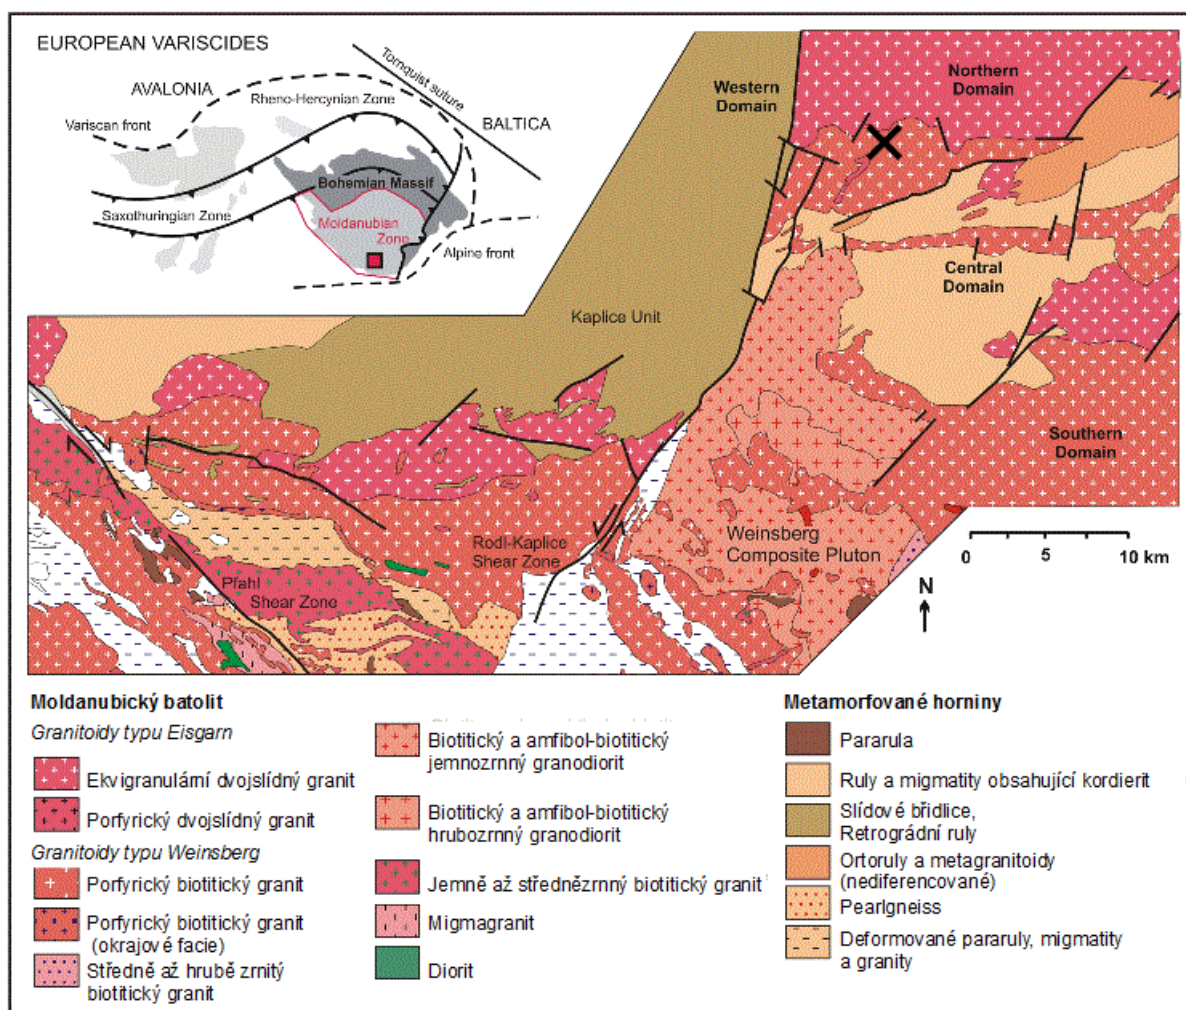 EUROPEAN VARISCIDES
AVALONIA
Tornquist suture
Rheno-Hercynian Zone
BALTICA
Variscan front
Bohemian Massif
Saxothuringian Zone
Moldanubian
Zone
Alpine front
Western
Domain
Northern
Domain
Central
Domain
Kaplice Unit
Southern
Domain
Weinsberg
Composite Pluton
Rodl-Kaplice
Shear Zone
Pfahl
Shear Zone
0 5 10 km
N
Moldanubický batolit
Granitoidy typu Eisgarn
Ekvigranulární dvojslídný granit
Porfyrický dvojslídný granit
Granitoidy typu Weinsberg
Porfyrický biotitický granit
Porfyrický biotitický granit
(okrajové facie)
Středně až hrubě zrnitý
biotitický granit
Biotitický a amfibol-biotitický
jemnozrnný granodiorit
Biotitický a amfibol-biotitický
hrubozrnný granodiorit
Jemně až střednězrnný biotitický granit
Migmagranit
Diorit
Metamorfované horniny
Pararula
Ruly a migmatity obsahující kordierit
Slídové břidlice,
Retrográdní ruly
Ortoruly a metagranitoidy
(nediferencované)
Pearlgneiss
Deformované pararuly, migmatity
a granity